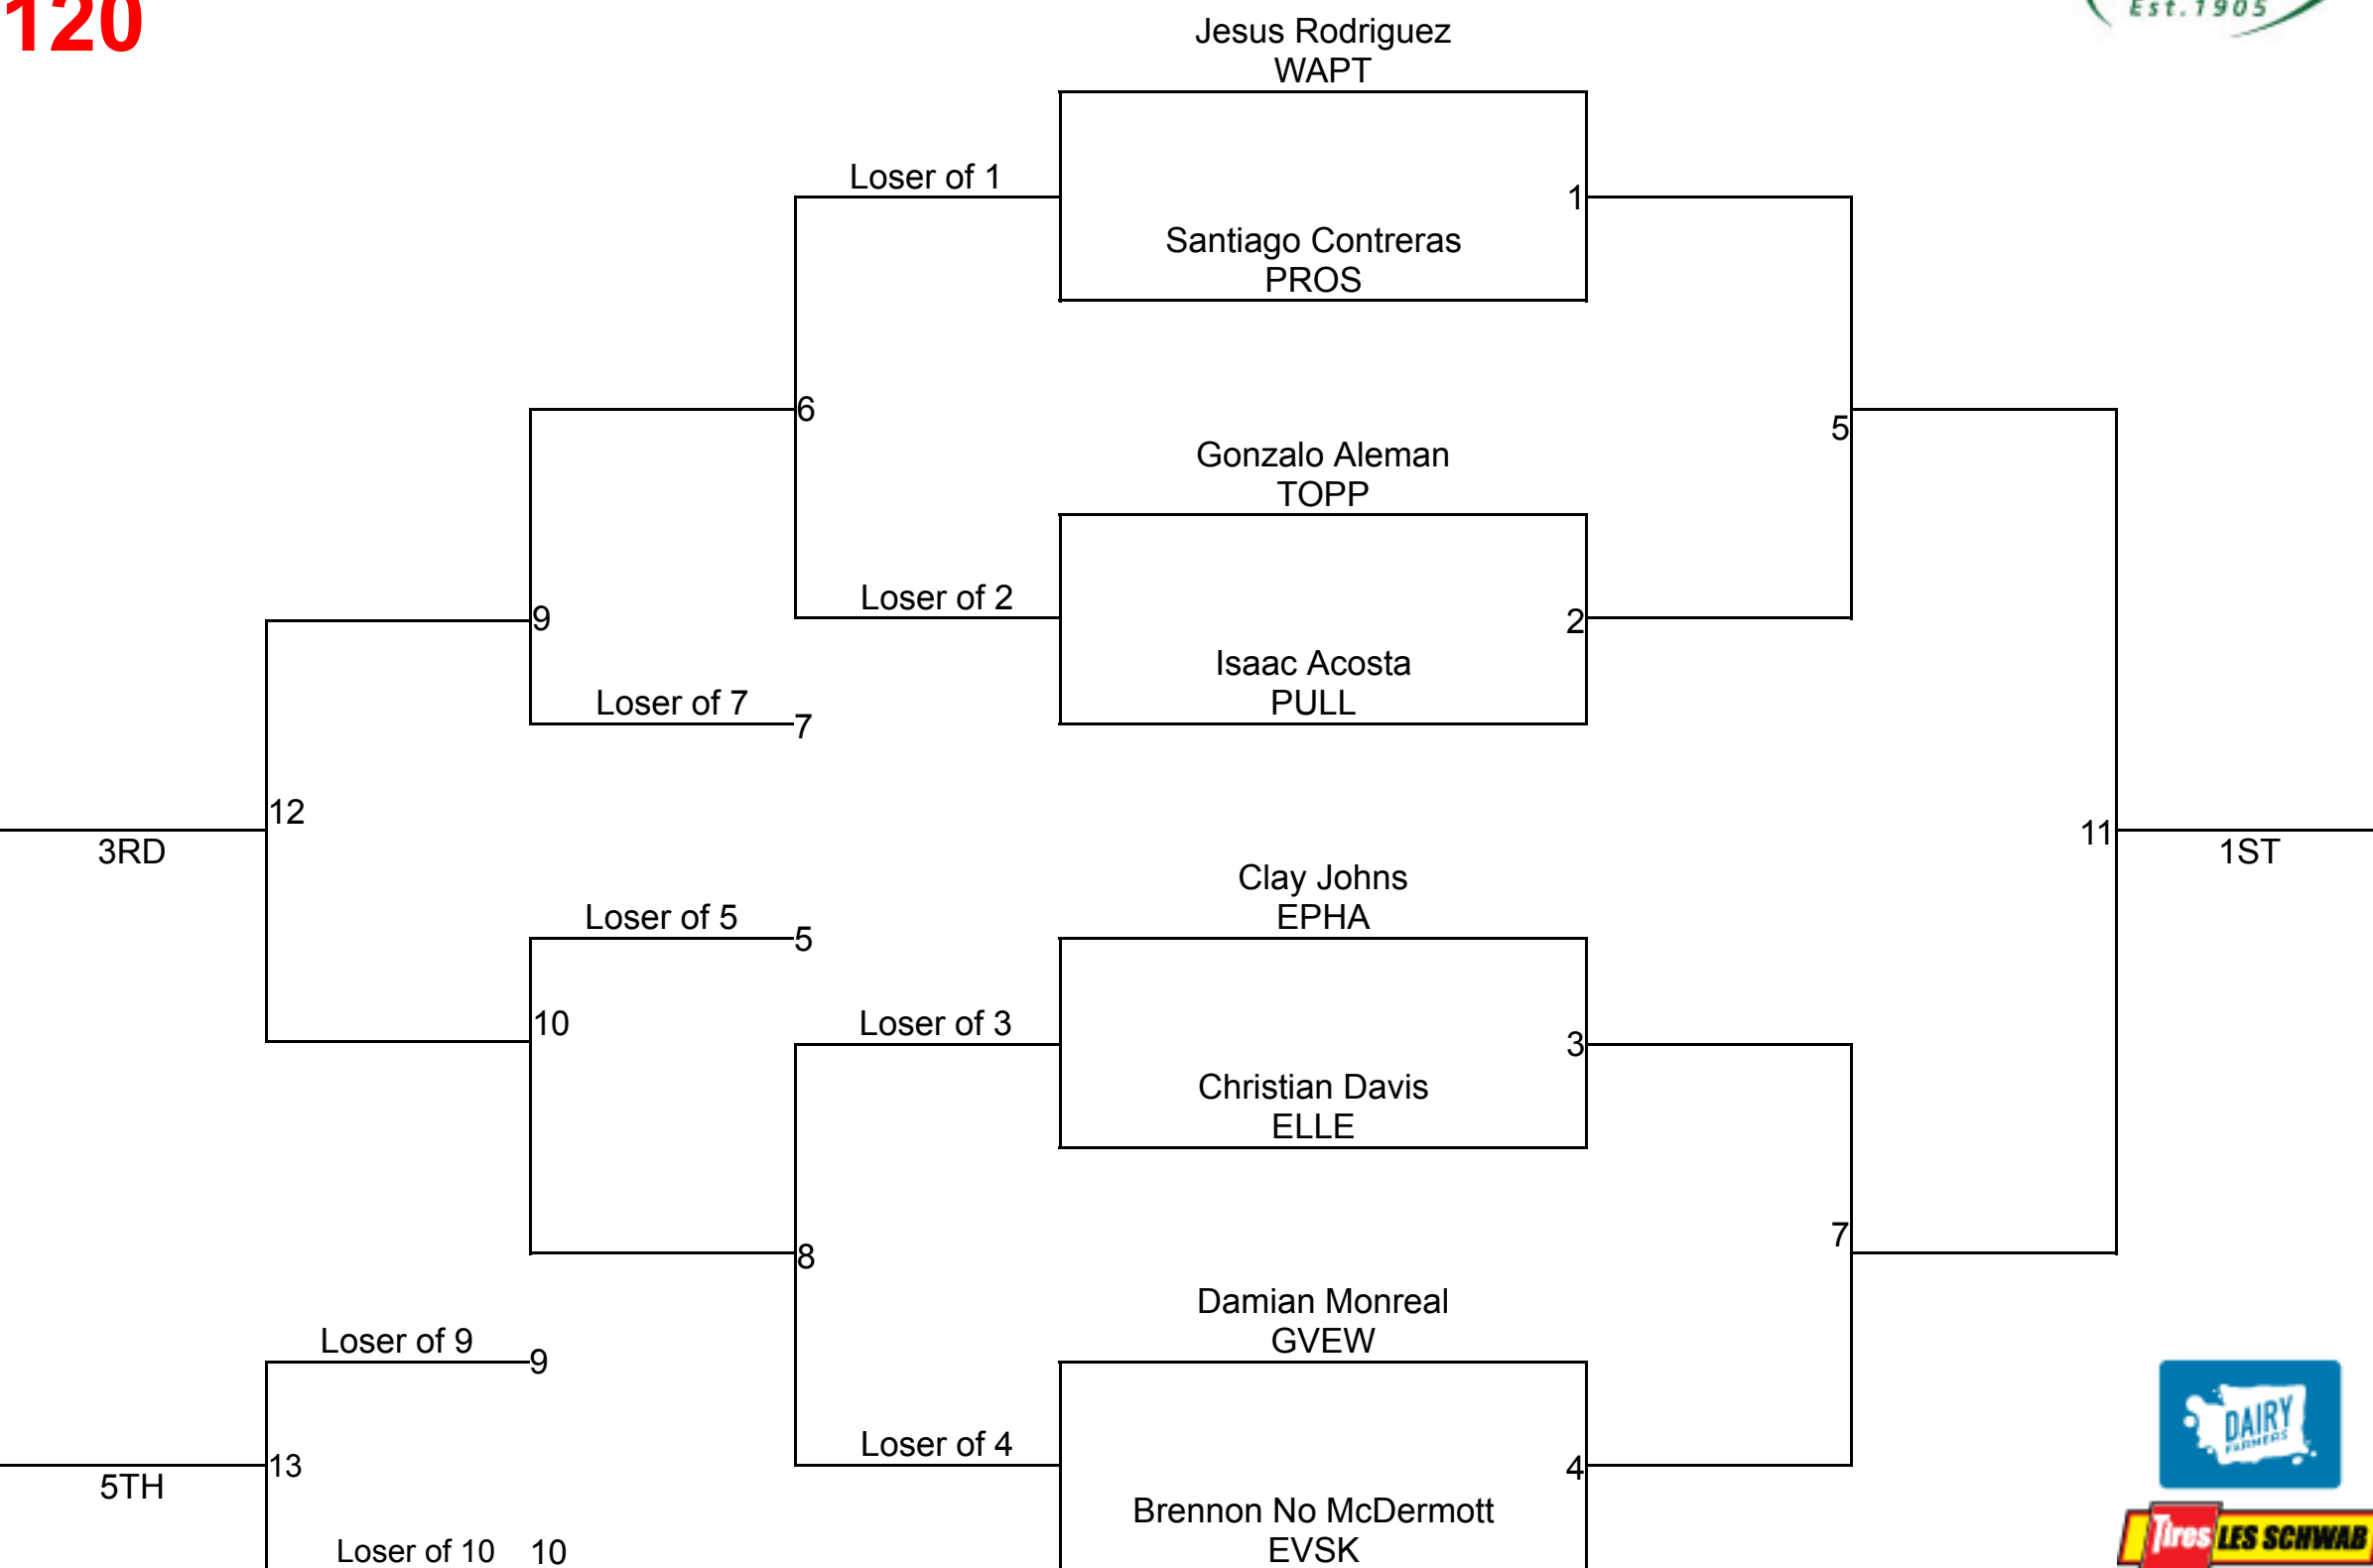 120
Est.1905
Jesus Rodriguez
WAPT
Loser of 1
1
Santiago Contreras
PROS
6
5
Gonzalo Aleman
TOPP
Loser of 2
2
9
Isaac Acosta
PULL
Loser of 7
7
12
11
3RD
1ST
Clay Johns
EPHA
Loser of 5
5
10
Loser of 3
3
Christian Davis
ELLE
7
8
Damian Monreal
GVEW
Loser of 9
9
DAIRY
FARMERS
Loser of 4
4
13
5TH
Brennon No McDermott
EVSK
Loser of 10
10
Tires LES SCHWAB